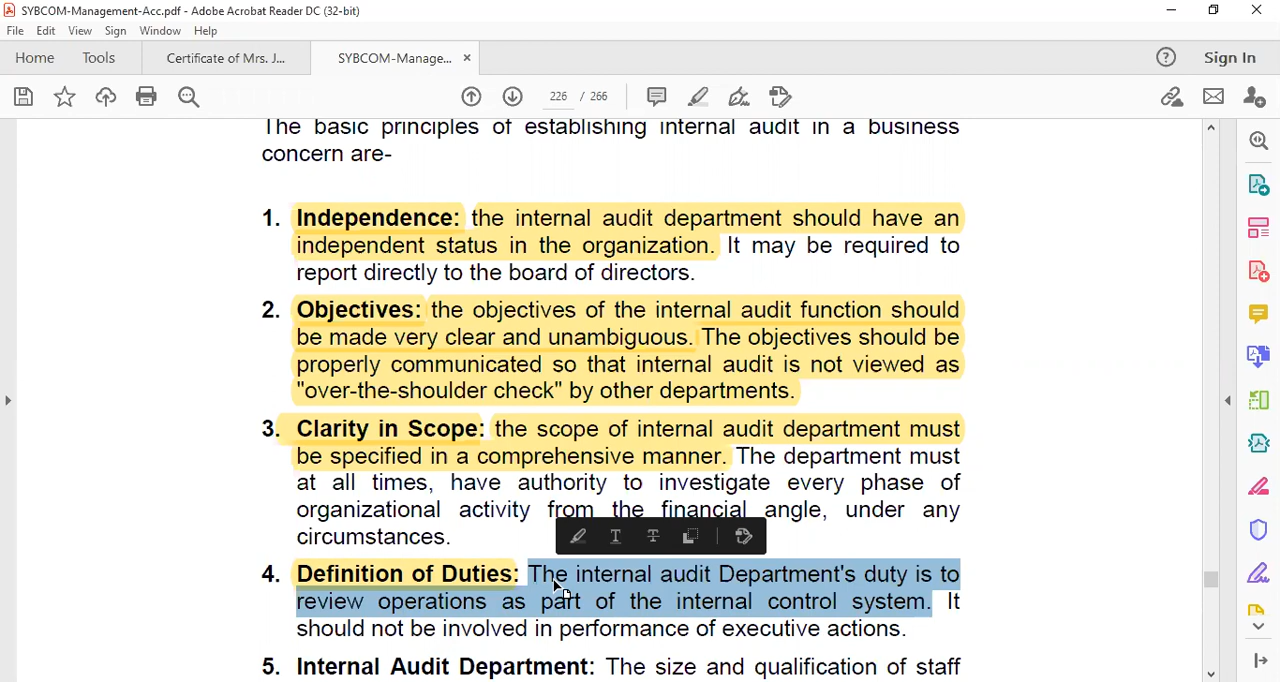 SYBCOM-Management-Acc.pdf - Adobe Acrobat Reader DC (32-bit)
File Edit View Sign Window Help
Home Tools Certificate of Mrs. J... SYBCOM-Manage... × Sign In
226 / 266
The basic principles of establishing internal audit in a business
concern are-
1. Independence: the internal audit department should have an
independent status in the organization. It may be required to
report directly to the board of directors.
2. Objectives: the objectives of the internal audit function should
be made very clear and unambiguous. The objectives should be
properly communicated so that internal audit is not viewed as
"over-the-shoulder check" by other departments.
3. Clarity in Scope: the scope of internal audit department must
be specified in a comprehensive manner. The department must
at all times, have authority to investigate every phase of
organizational activity from the financial angle, under any
circumstances.
4. Definition of Duties: The internal audit Department's duty is to
review operations as part of the internal control system. It
should not be involved in performance of executive actions.
5. Internal Audit Department: The size and qualification of staff